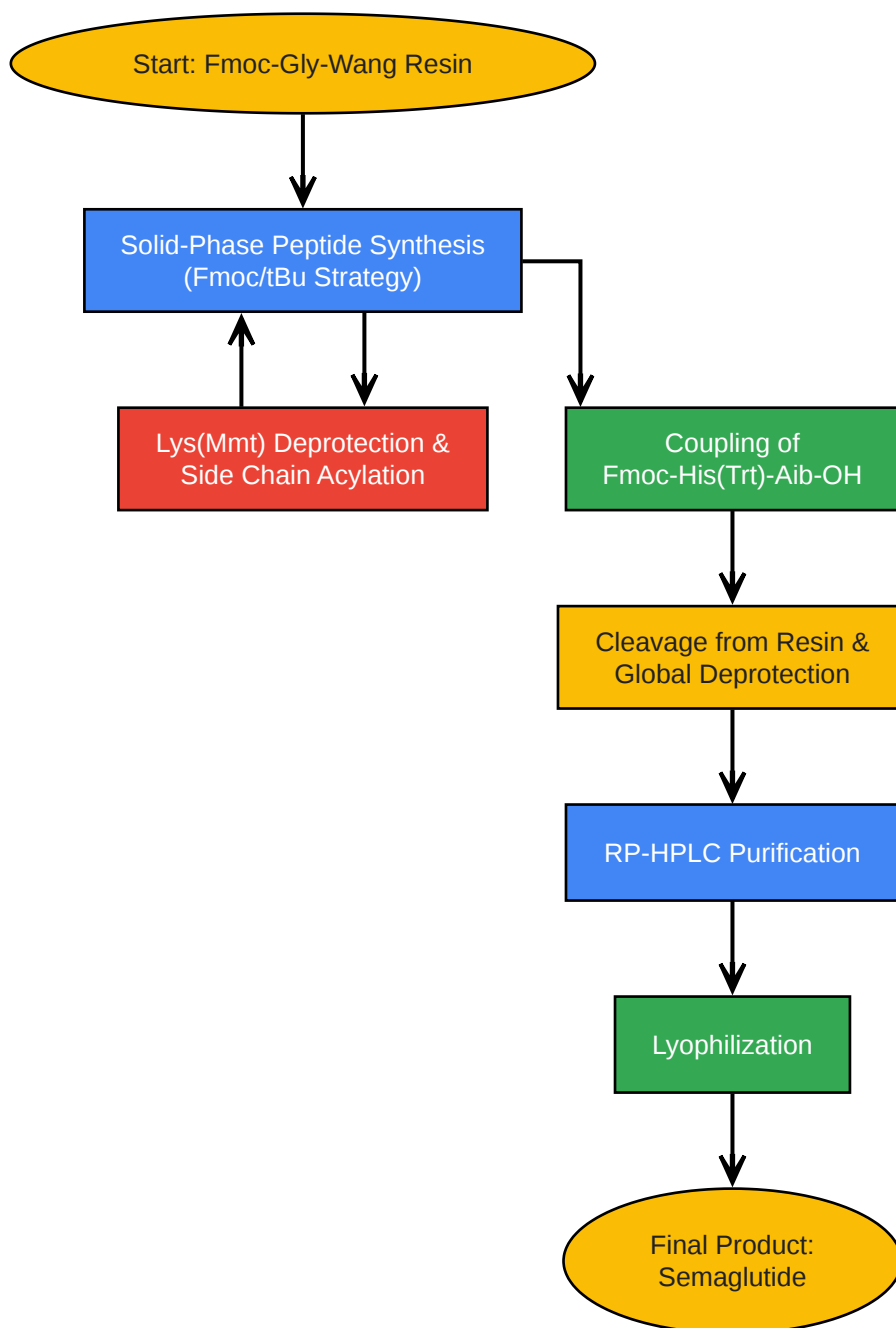 Start: Fmoc-Gly-Wang Resin
Solid-Phase Peptide Synthesis
(Fmoc/tBu Strategy)
Lys(Mmt) Deprotection &
Side Chain Acylation
Coupling of
Fmoc-His(Trt)-Aib-OH
Cleavage from Resin &
Global Deprotection
RP-HPLC Purification
Lyophilization
Final Product:
Semaglutide